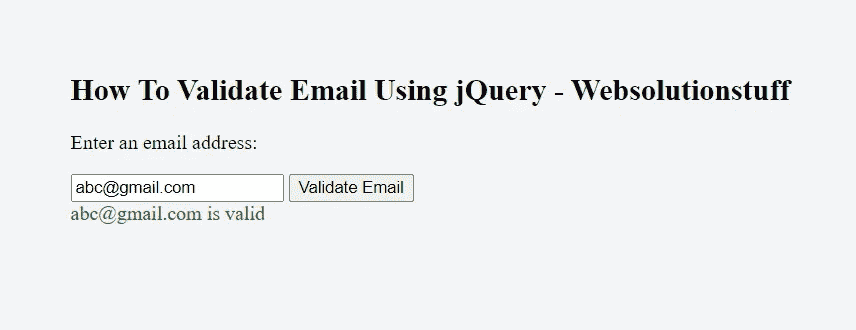 How To Validate Email Using jQuery - Websolutionstuff
Enter an email address:
abc@gmail.com Validate Email
abc@gmail.com is valid